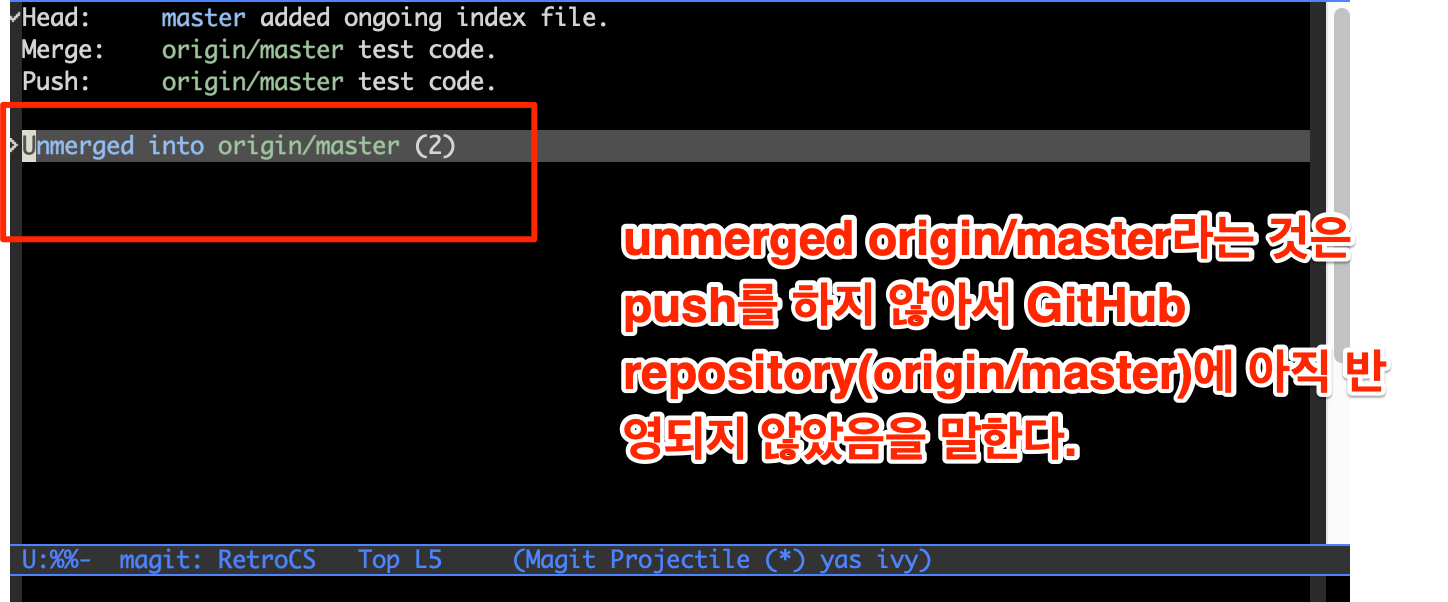 Head: master added ongoing index file.
Merge: origin/master test code.
Push: origin/master test code.
Unmerged into origin/master (2)
unmerged origin/master라는 것은
push를 하지 않아서 GitHub
repository(origin/master)에 아직 반
영되지 않았음을 말한다.
U:%%- magit: RetroCS Top L5 (Magit Projectile (*) yas ivy)